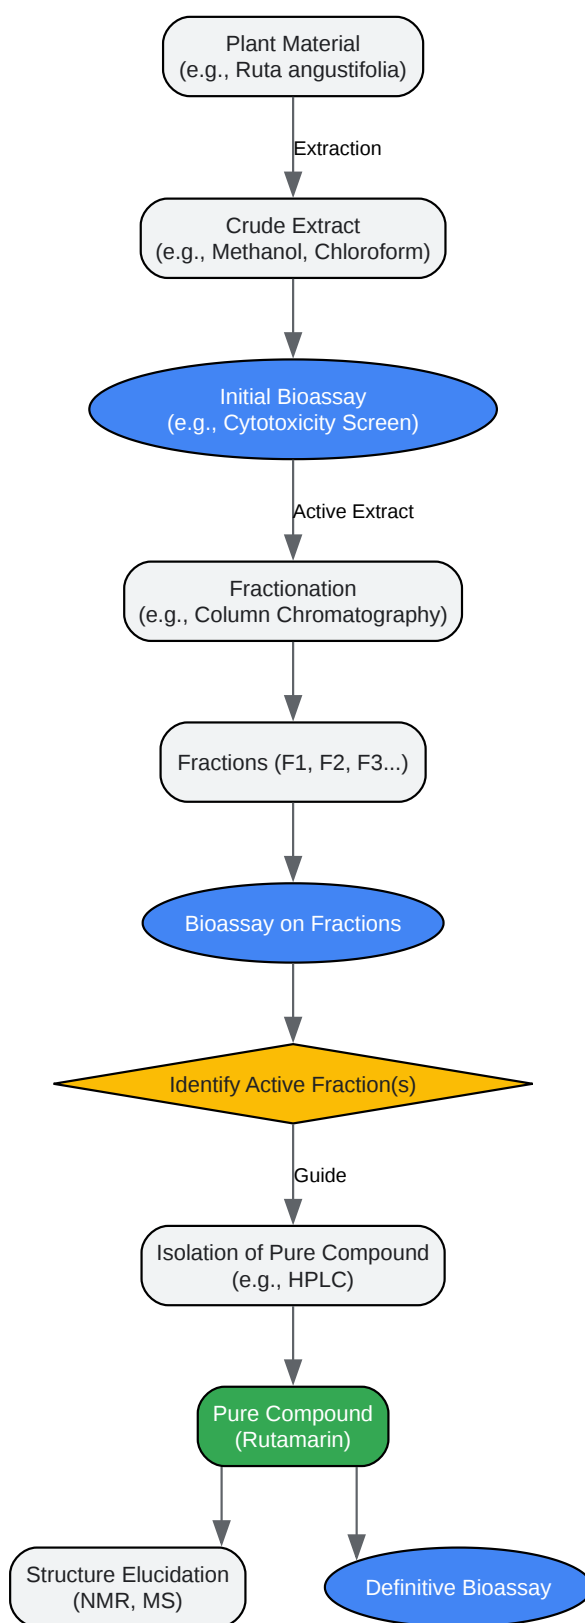 Plant Material
(e.g., Ruta angustifolia)
Extraction
Crude Extract
(e.g., Methanol, Chloroform)
Initial Bioassay
(e.g., Cytotoxicity Screen)
Active Extract
Fractionation
(e.g., Column Chromatography)
Fractions (F1, F2, F3...)
Bioassay on Fractions
Identify Active Fraction(s)
Guide
Isolation of Pure Compound
(e.g., HPLC)
Pure Compound
(Rutamarin)
Structure Elucidation
(NMR, MS)
Definitive Bioassay